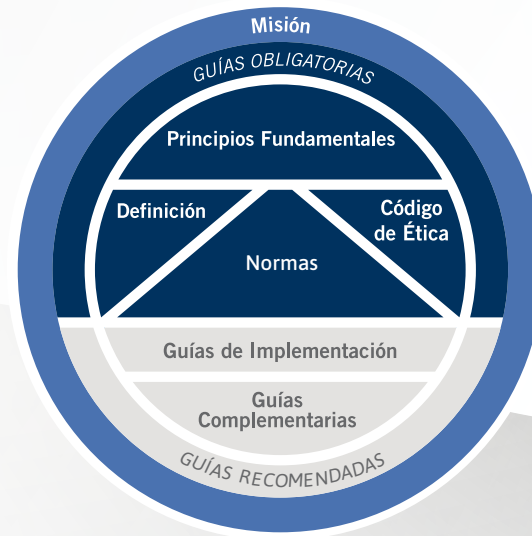 Misión
GUÍAS OBLIGATORIAS
Principios Fundamentales
Definición
Código
de Ética
Normas
Guías de Implementación
Guías
Complementarias
GUÍAS RECOMENDADAS